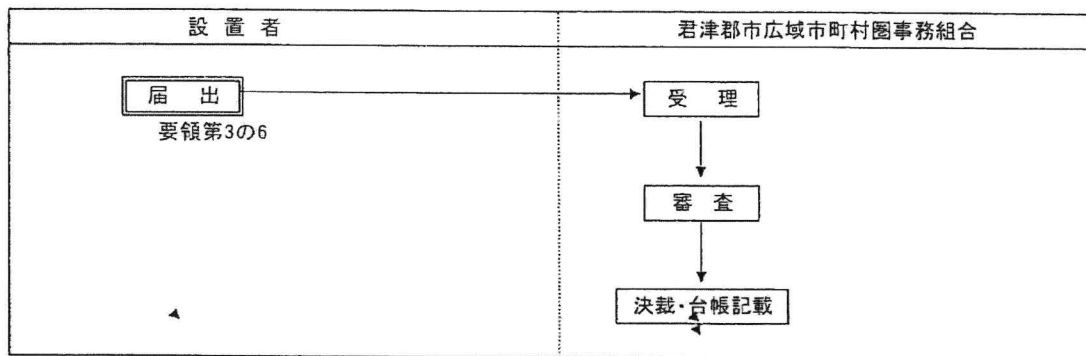 設置者
君津郡市広域市町村圏事務組合
届出
受理
要領第3の6
審査
決裁・台帳記載